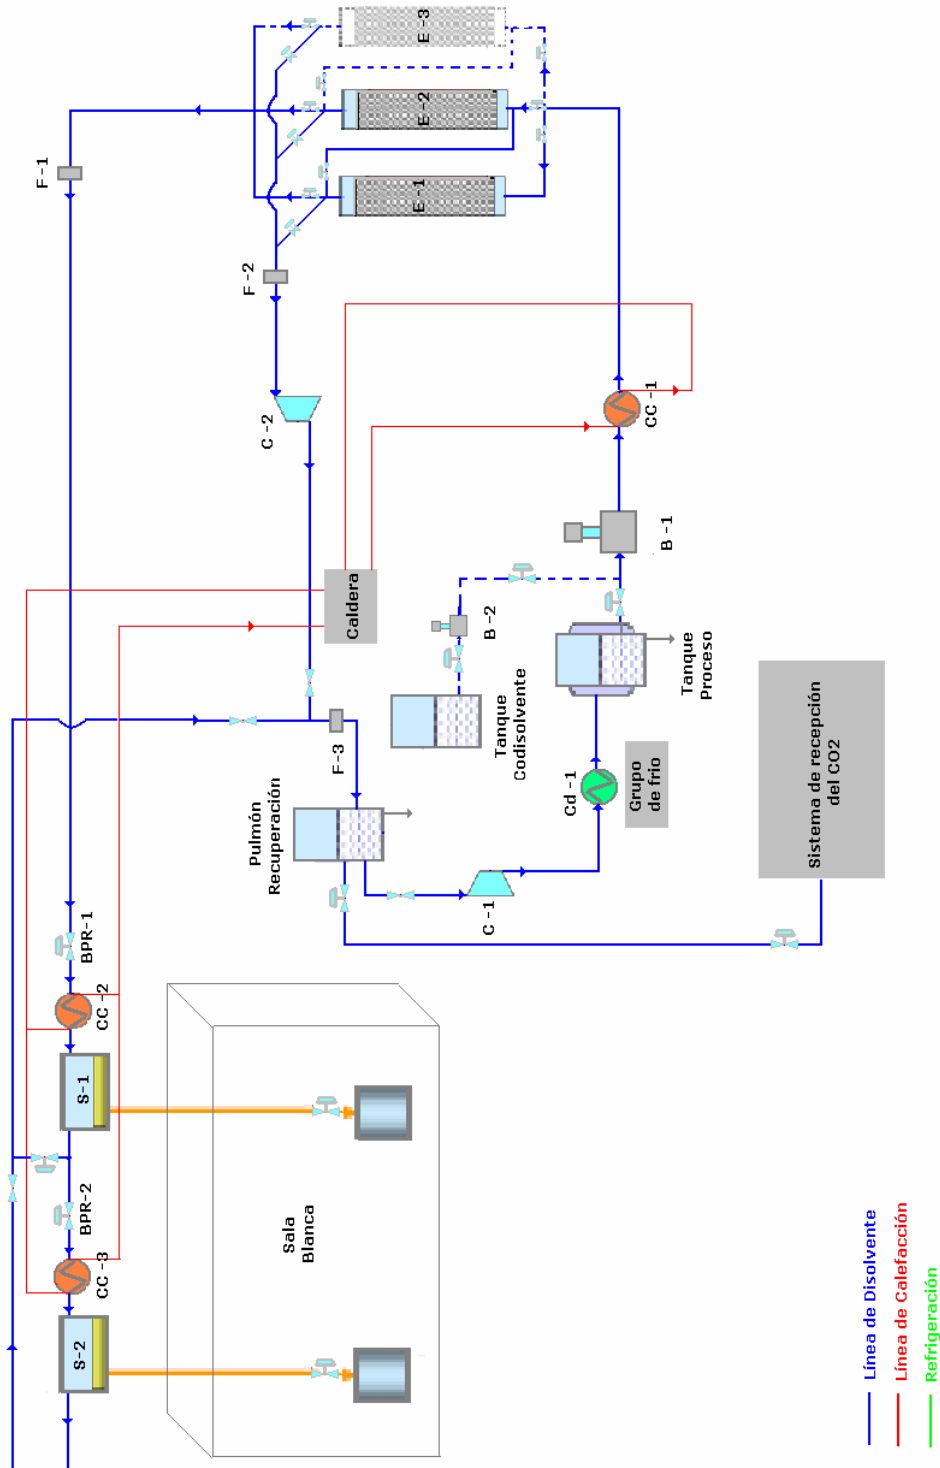 S-2
CC-3
BPR-2
S-1
CC-2
BPR-1
F-1
Sala
Blanca
Pulmón
Recuperación
F-3
C-2
F-2
E-1
E-2
E-3
Caldera
C-1
Tanque
Codisolvente
B-2
Cd-1
Grupo
de frio
Tanque
Proceso
B-1
CC-1
Sistema de recepción
del CO2
Línea de Disolvente
Línea de Calefacción
Refrigeración